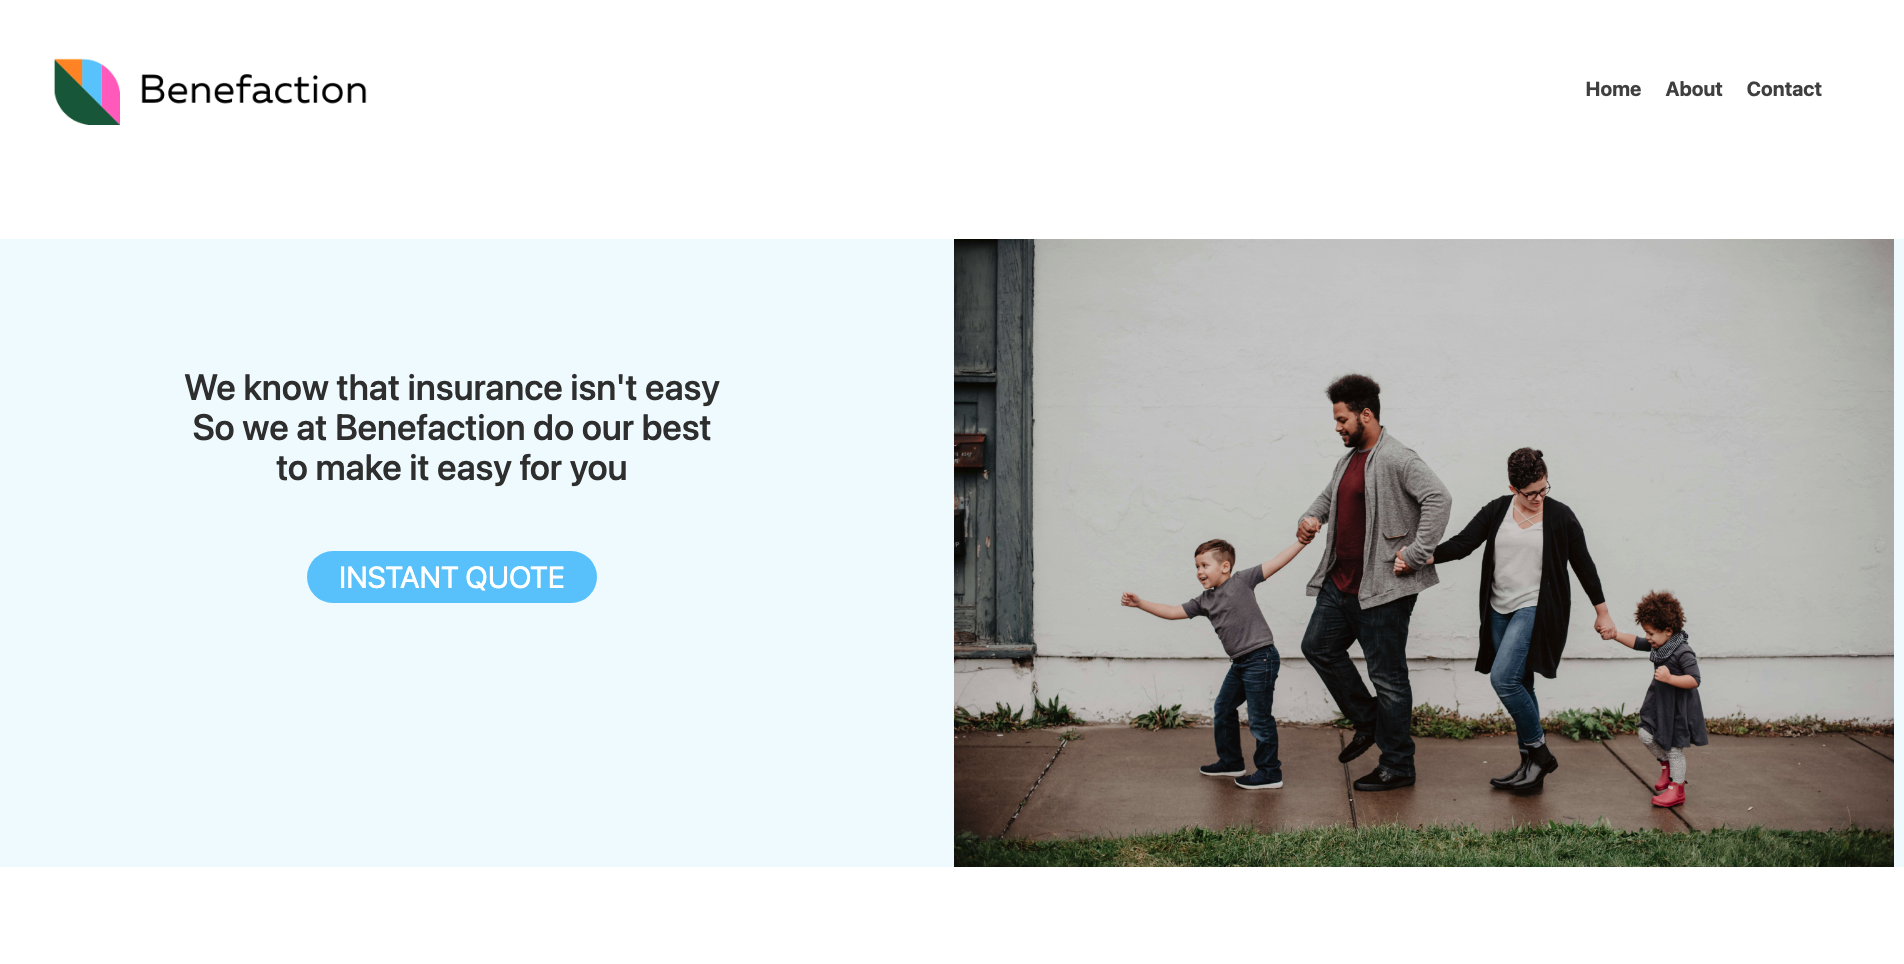 Benefaction
Home About Contact
We know that insurance isn't easy
So we at Benefaction do our best
to make it easy for you
INSTANT QUOTE